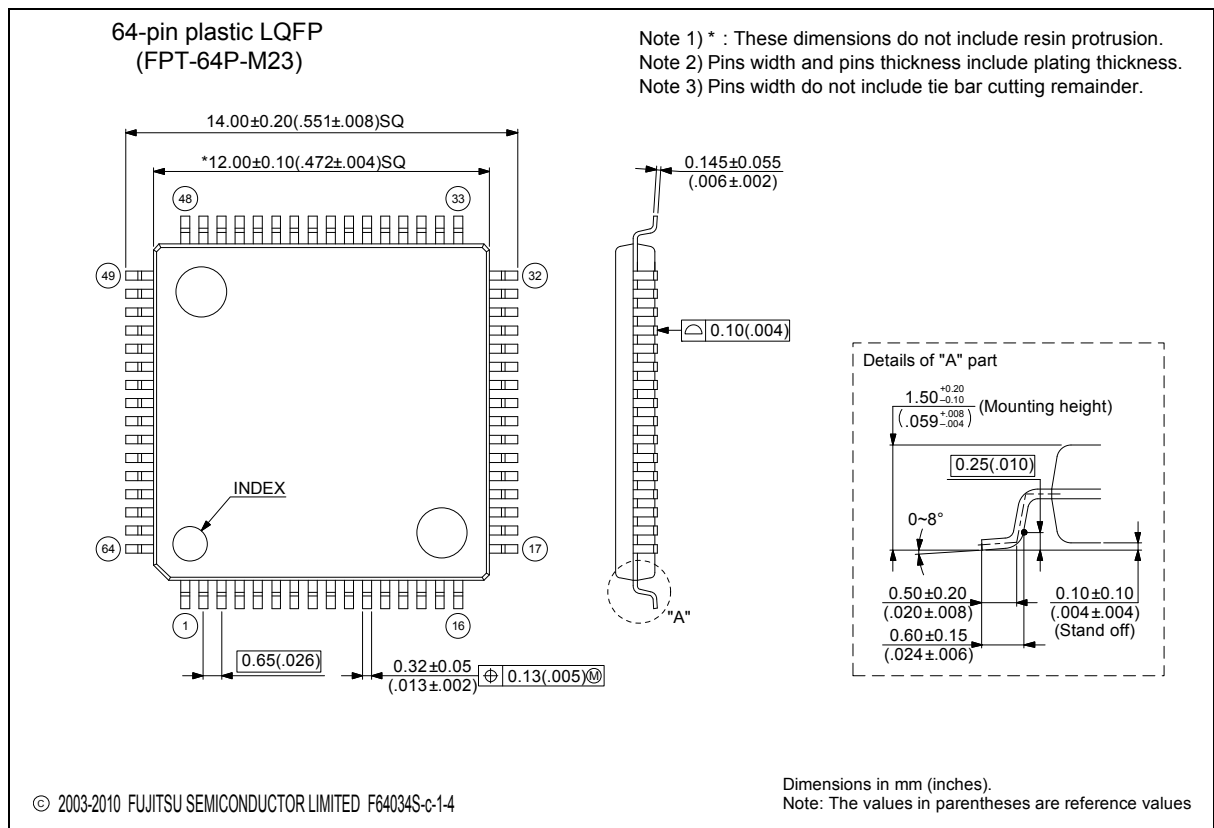 64-pin plastic LQFP
(FPT-64P-M23)
Note 1) * : These dimensions do not include resin protrusion.
Note 2) Pins width and pins thickness include plating thickness.
Note 3) Pins width do not include tie bar cutting remainder.
14.00±0.20(.551±.008)SQ
*12.00±0.10(.472±.004)SQ
0.145±0.055
(.006±.002)
48
33
49
32
0.10(.004)
INDEX
64
17
1
16
"A"
0.65(.026)
0.32±0.05
(.013±.002)
0.13(.005)Ⓜ
Details of "A" part
1.50 +0.20 –0.10 (Mounting height)
(.059 +.008 –.004)
0.25(.010)
0~8°
0.50±0.20
(.020±.008)
0.60±0.15
(.024±.006)
0.10±0.10
(.004±.004)
(Stand off)
© 2003-2010 FUJITSU SEMICONDUCTOR LIMITED F64034S-c-1-4
Dimensions in mm (inches).
Note: The values in parentheses are reference values